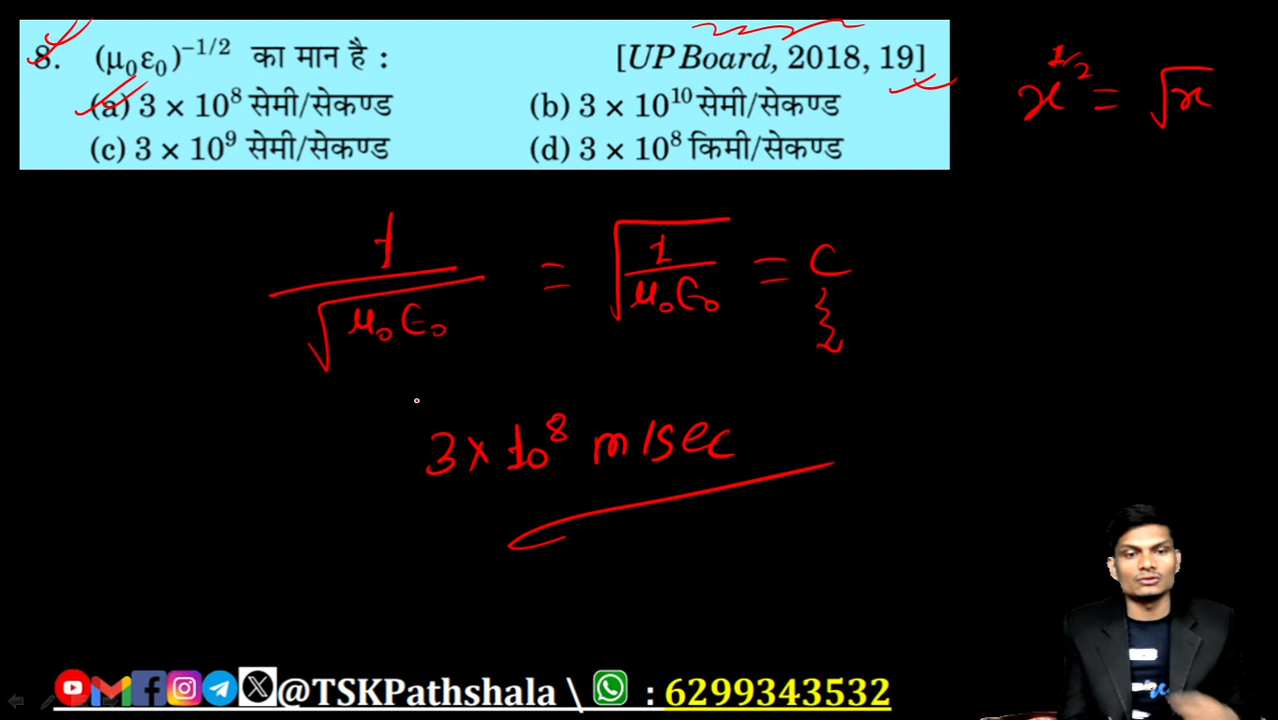 8. (μ₀ε₀)⁻¹/² का मान है : [UP Board, 2018, 19]
(a) 3 × 10⁸ सेमी/सेकण्ड (b) 3 × 10¹⁰ सेमी/सेकण्ड
(c) 3 × 10⁹ सेमी/सेकण्ड (d) 3 × 10⁸ किमी/सेकण्ड
x^1/2 = √x
1/√μ₀ε₀ = √(1/μ₀ε₀) = C
3 × 10⁸ m/sec
@TSKPathshala \ : 6299343532